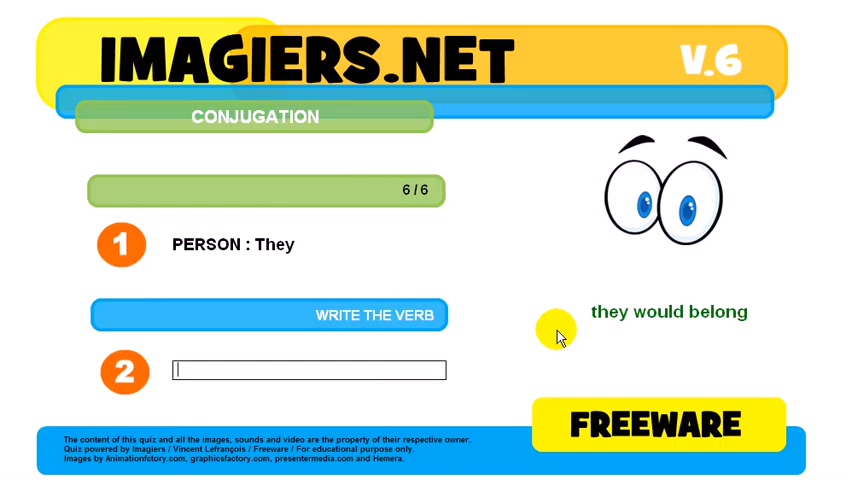 IMAGIERS.NET
V.6
CONJUGATION
6 / 6
1
PERSON : They
WRITE THE VERB
they would belong
2
FREEWARE
The content of this quiz and all the images, sounds and video are the property of their respective owner.
Quiz powered by Imagiers / Vincent Lefrançois / Freeware / For educational purpose only.
Images by Animationfctory.com, graphicsfactory.com, presentermedia.com and Hemera.